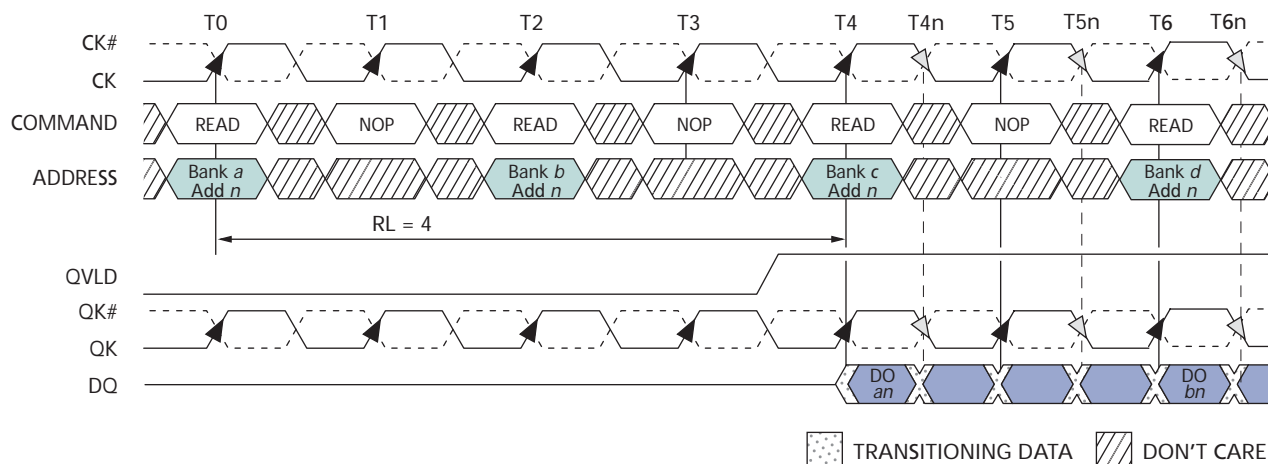 T0 T1 T2 T3 T4 T4n T5 T5n T6 T6n
CK#
CK
COMMAND READ NOP READ NOP READ NOP READ
ADDRESS Bank a Add n Bank b Add n Bank c Add n Bank d Add n
RL = 4
QVLD
QK#
QK
DQ DO an DO bn
TRANSITIONING DATA DON'T CARE